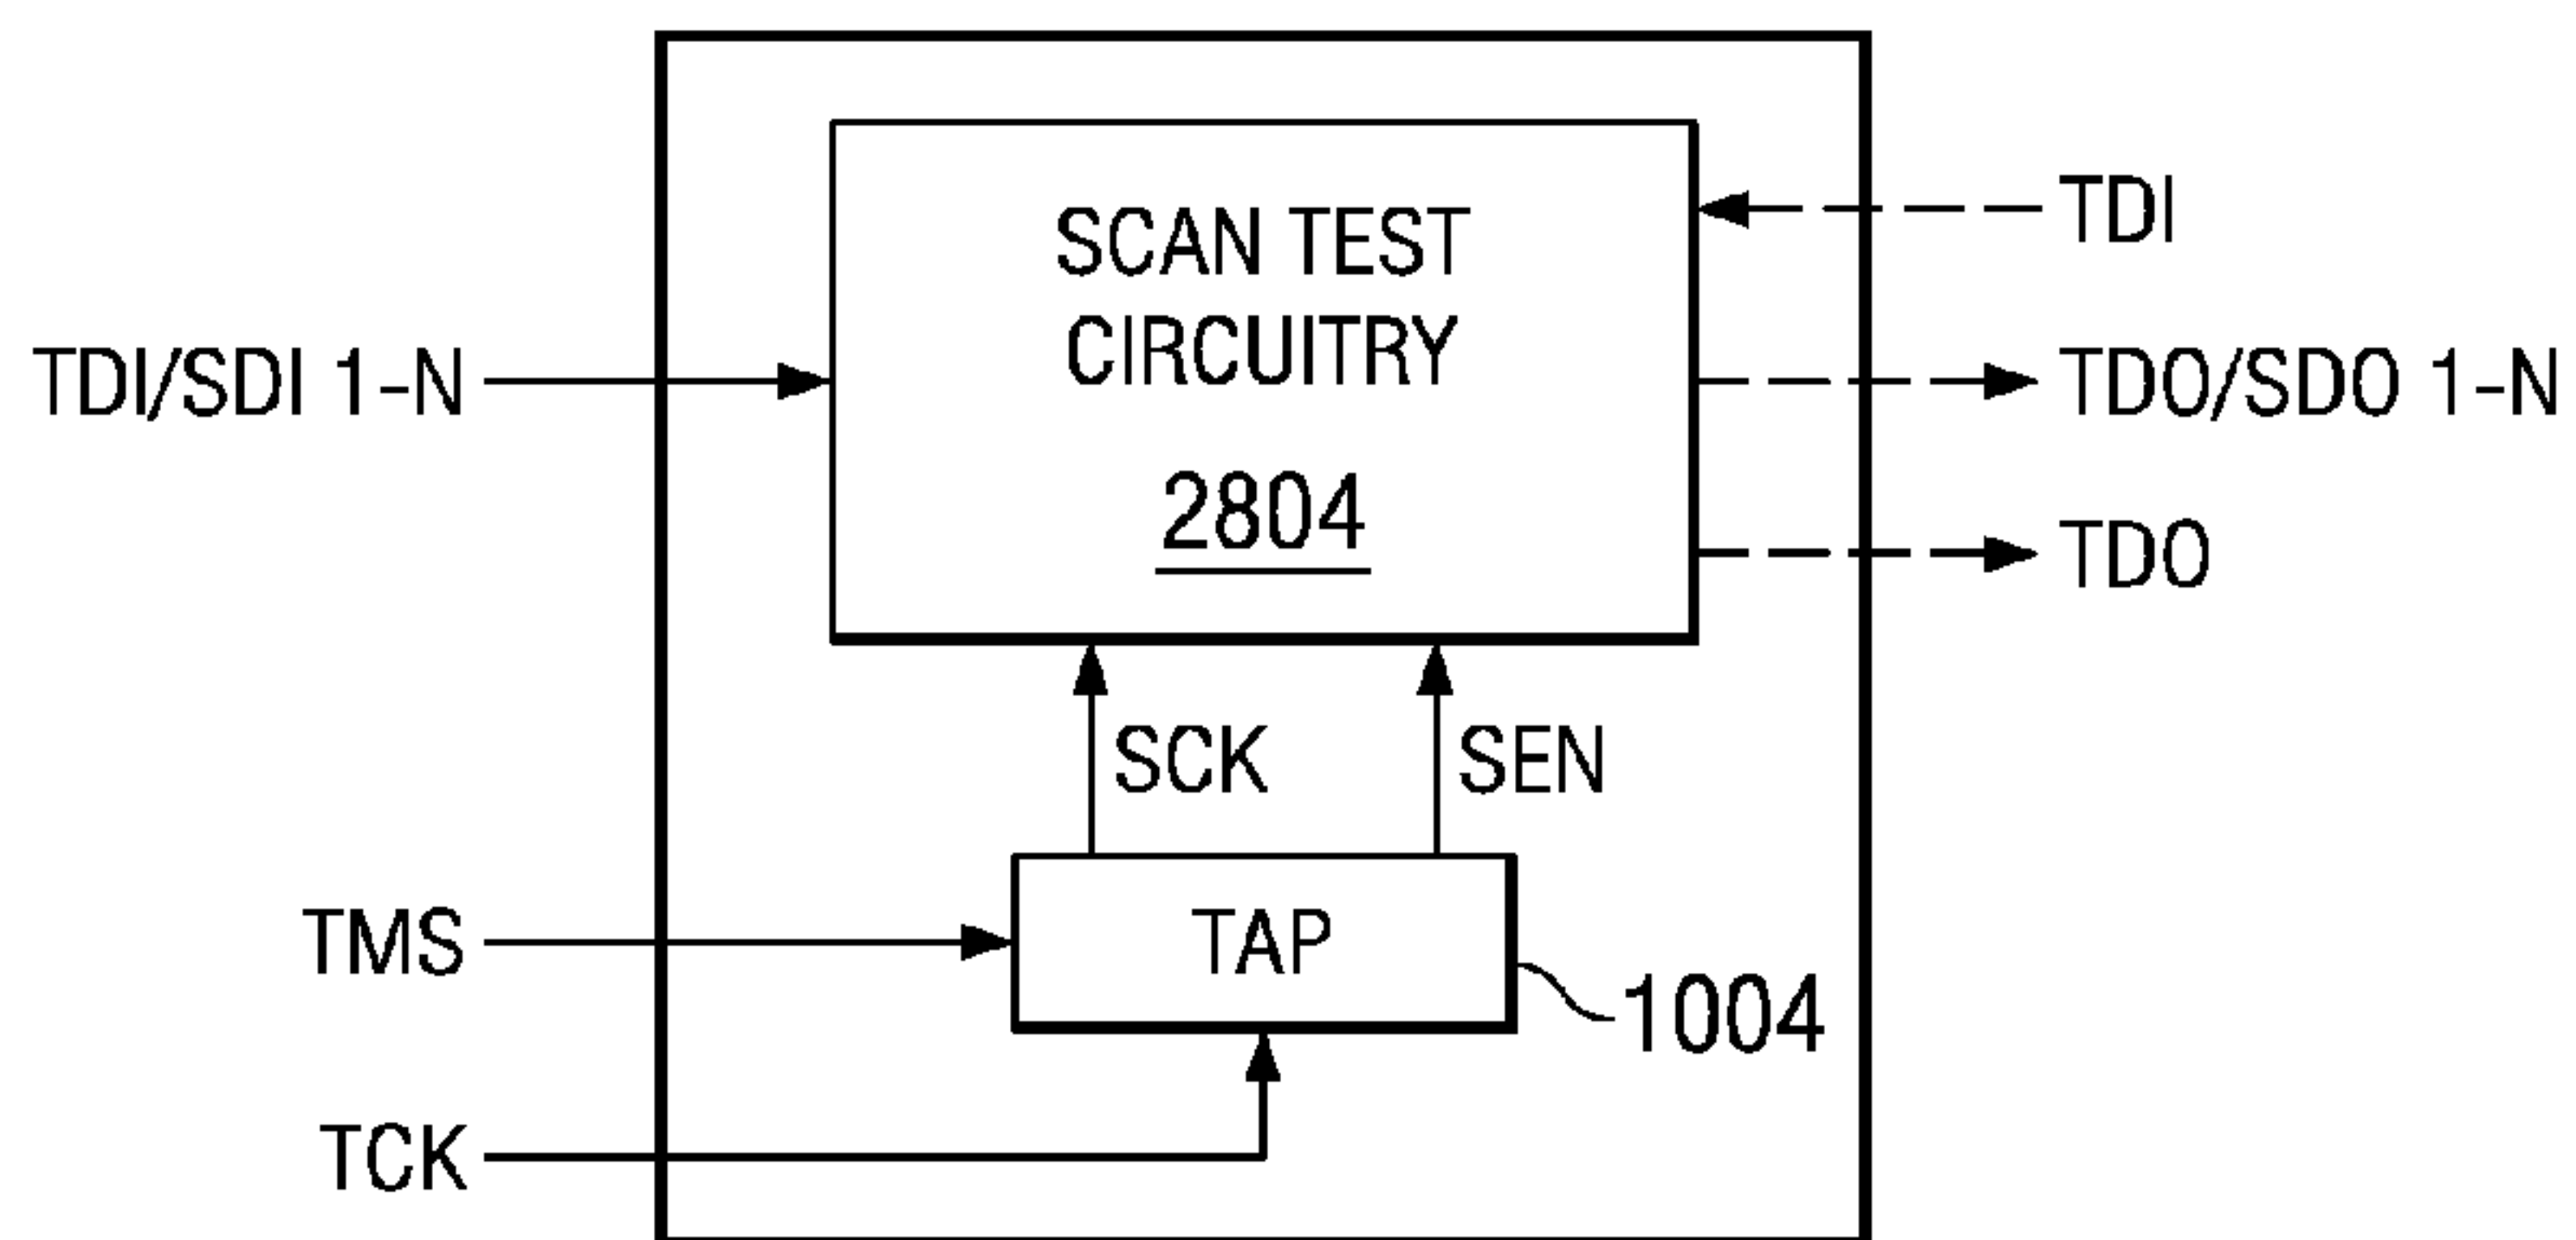 SCAN TEST
CIRCUITRY
2804
TDI
TDI/SDI 1-N
TDO/SDO 1-N
TDO
SCK
SEN
TMS
TAP
1004
TCK